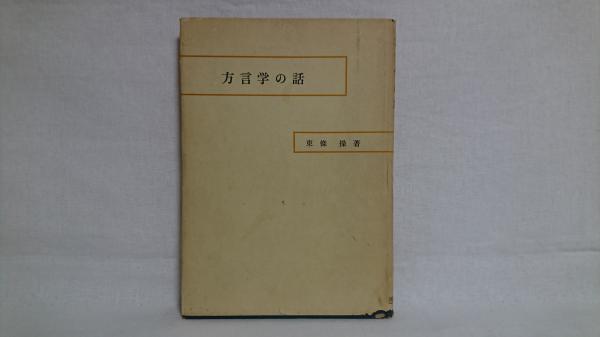 方言学の話
東條 操 著